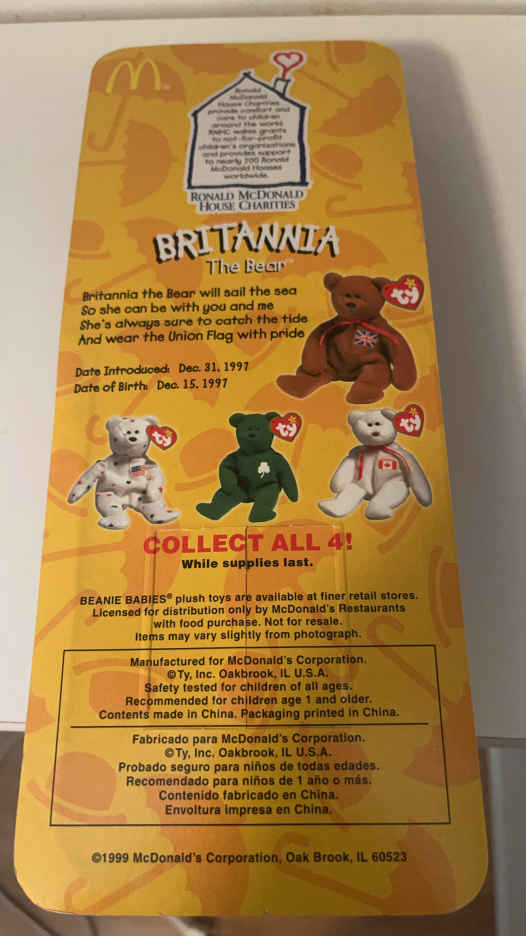 Ronald
McDonald
House Charities
provide comfort and
care to children
around the world.
RMHC makes grants
to not-for-profit
children's organizations
and provides support
to nearly 200 Ronald
McDonald Houses
worldwide.
RONALD MCDONALD
HOUSE CHARITIES
BRITANNIA
The Bear™
Britannia the Bear will sail the sea
So she can be with you and me
She's always sure to catch the tide
And wear the Union Flag with pride
Date Introduced: Dec. 31, 1997
Date of Birth: Dec. 15, 1997
ty
ty
ty
ty
COLLECT ALL 4!
While supplies last.
BEANIE BABIES® plush toys are available at finer retail stores.
Licensed for distribution only by McDonald's Restaurants
with food purchase. Not for resale.
Items may vary slightly from photograph.
Manufactured for McDonald's Corporation.
©Ty, Inc. Oakbrook, IL U.S.A.
Safety tested for children of all ages.
Recommended for children age 1 and older.
Contents made in China. Packaging printed in China.
Fabricado para McDonald's Corporation.
©Ty, Inc. Oakbrook, IL U.S.A.
Probado seguro para niños de todas edades.
Recomendado para niños de 1 año o más.
Contenido fabricado en China.
Envoltura impresa en China.
©1999 McDonald's Corporation, Oak Brook, IL 60523